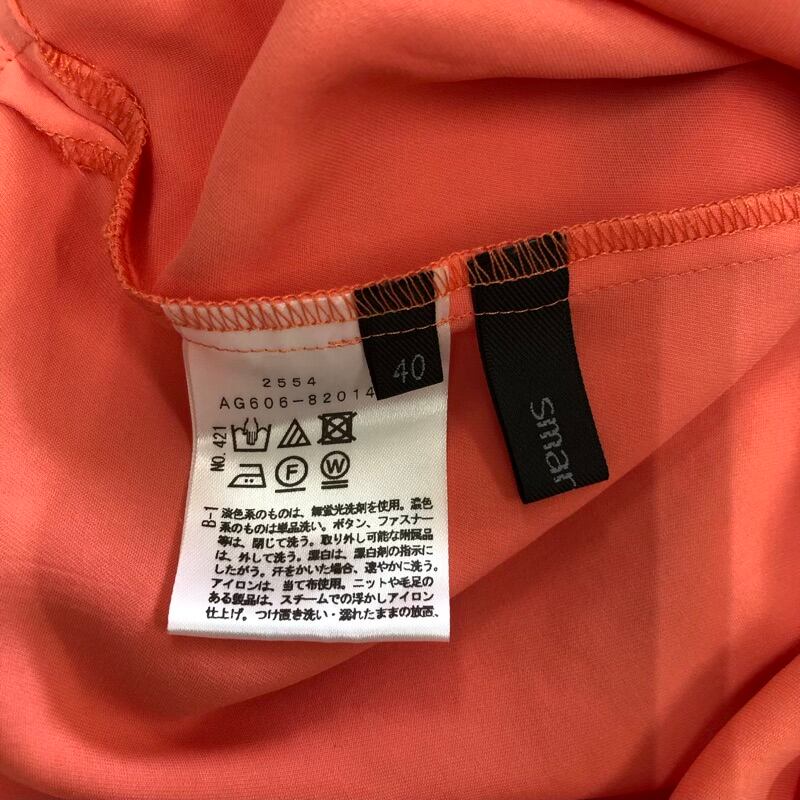 2554
AG606-82014
40
smar
NO. 421
F
W
B-1
淡色系のものは、無蛍光洗剤を使用。濃色
系のものは単品洗い。ボタン、ファスナー
等は、閉じて洗う。取り外し可能な附属品
は、外して洗う。漂白は、漂白剤の指示に
したがう。汗をかいた場合、速やかに洗う。
アイロンは、当て布使用。ニットや毛足の
ある製品は、スチームでの浮かしアイロン
仕上げ。つけ置き洗い・濡れたままの放置、